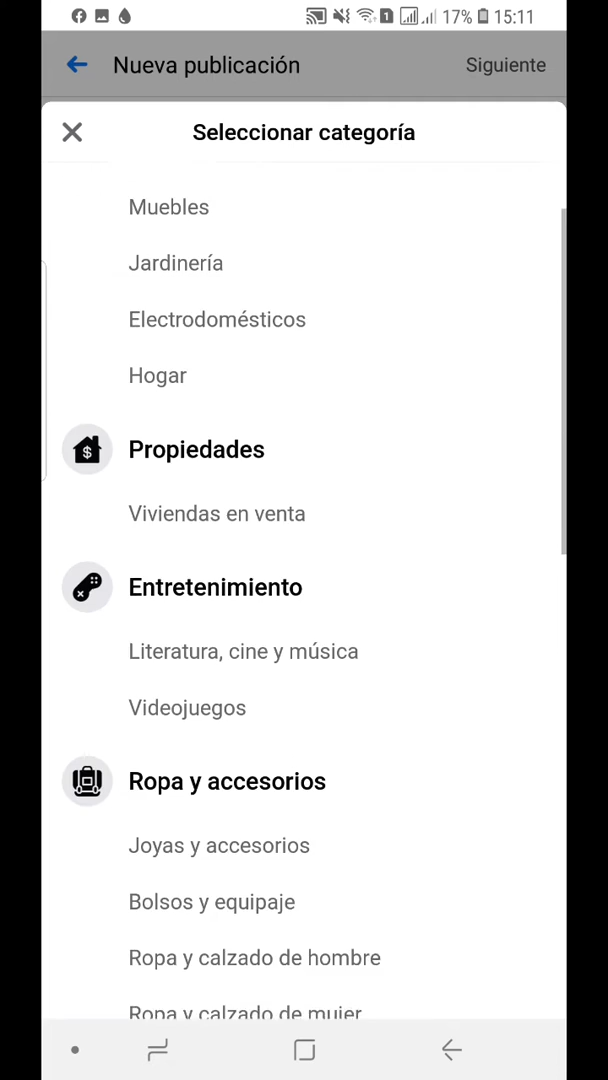 17% 15:11
Nueva publicación Siguiente
Seleccionar categoría
Muebles
Jardinería
Electrodomésticos
Hogar
Propiedades
Viviendas en venta
Entretenimiento
Literatura, cine y música
Videojuegos
Ropa y accesorios
Joyas y accesorios
Bolsos y equipaje
Ropa y calzado de hombre
Ropa y calzado de mujer